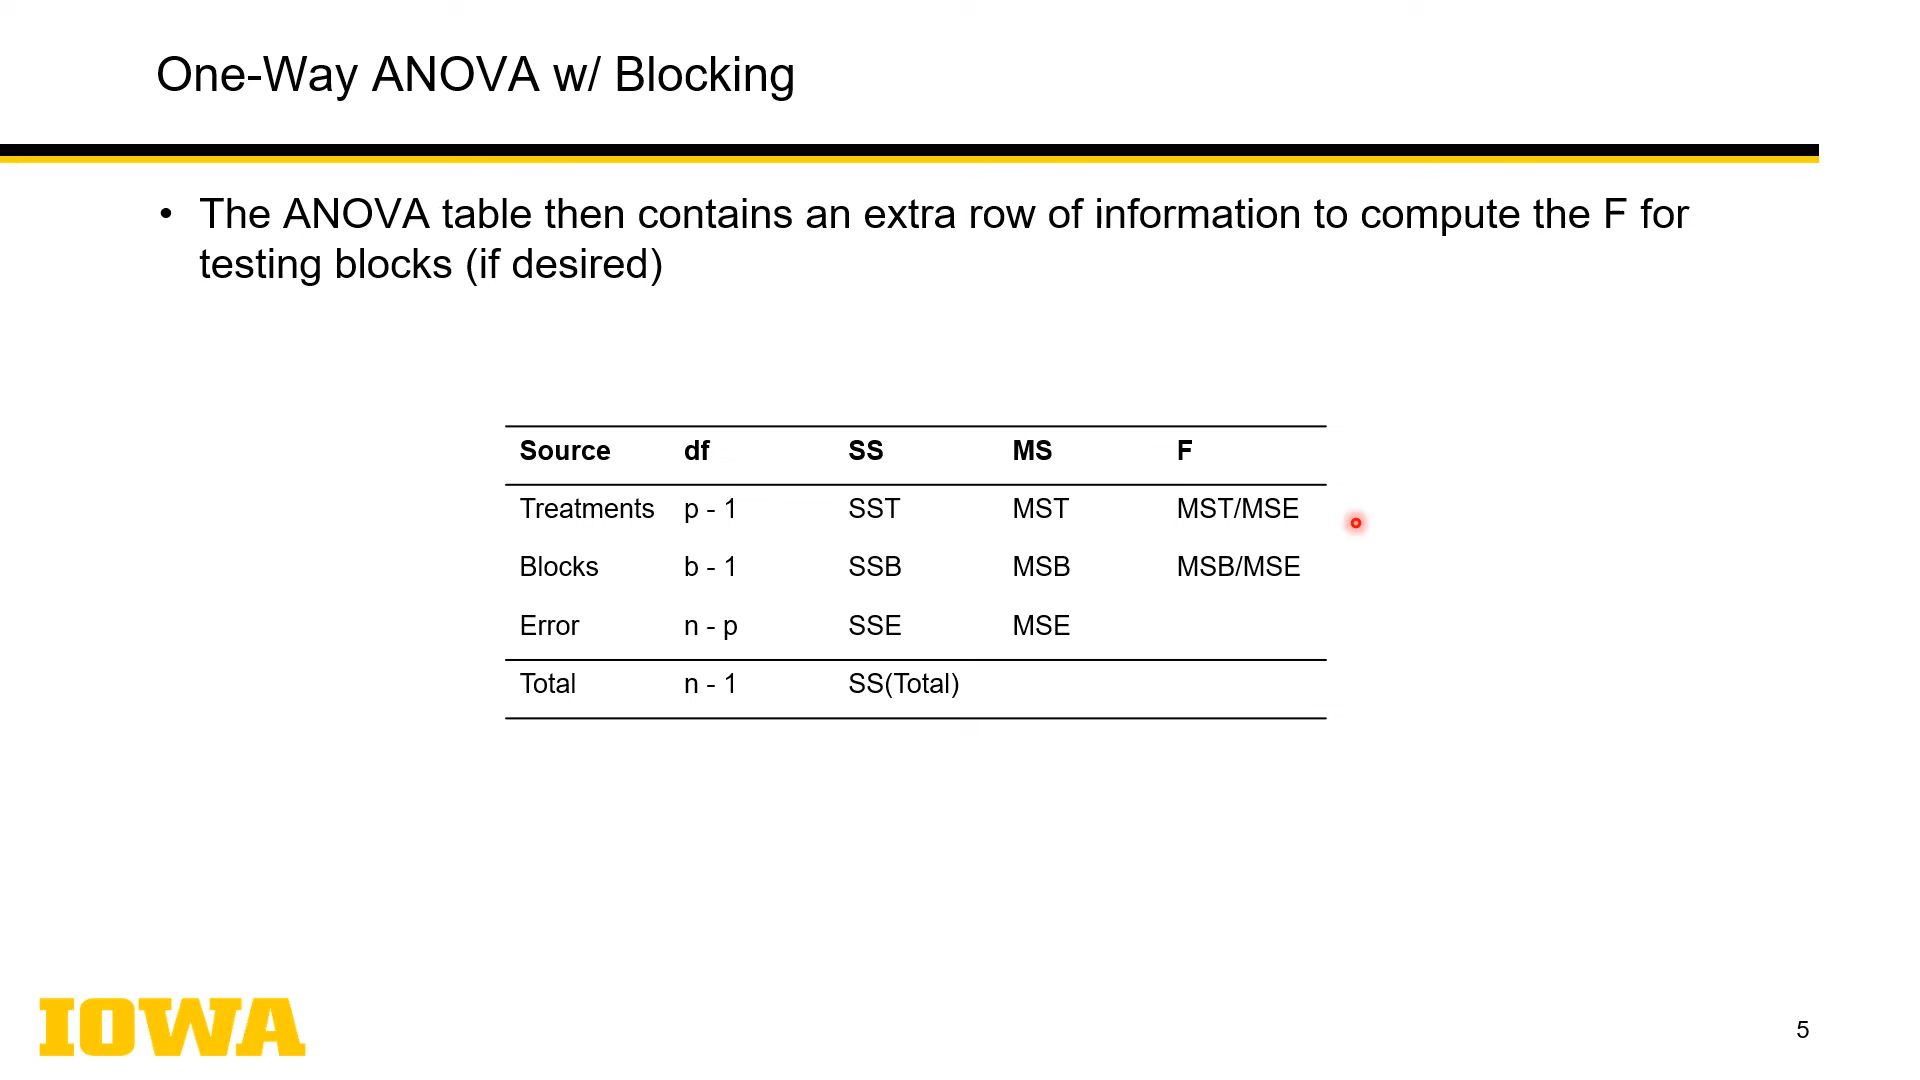 One-Way ANOVA w/ Blocking
• The ANOVA table then contains an extra row of information to compute the F for
testing blocks (if desired)
Source df SS MS F
Treatments p - 1 SST MST MST/MSE
Blocks b - 1 SSB MSB MSB/MSE
Error n - p SSE MSE
Total n - 1 SS(Total)
IOWA
5